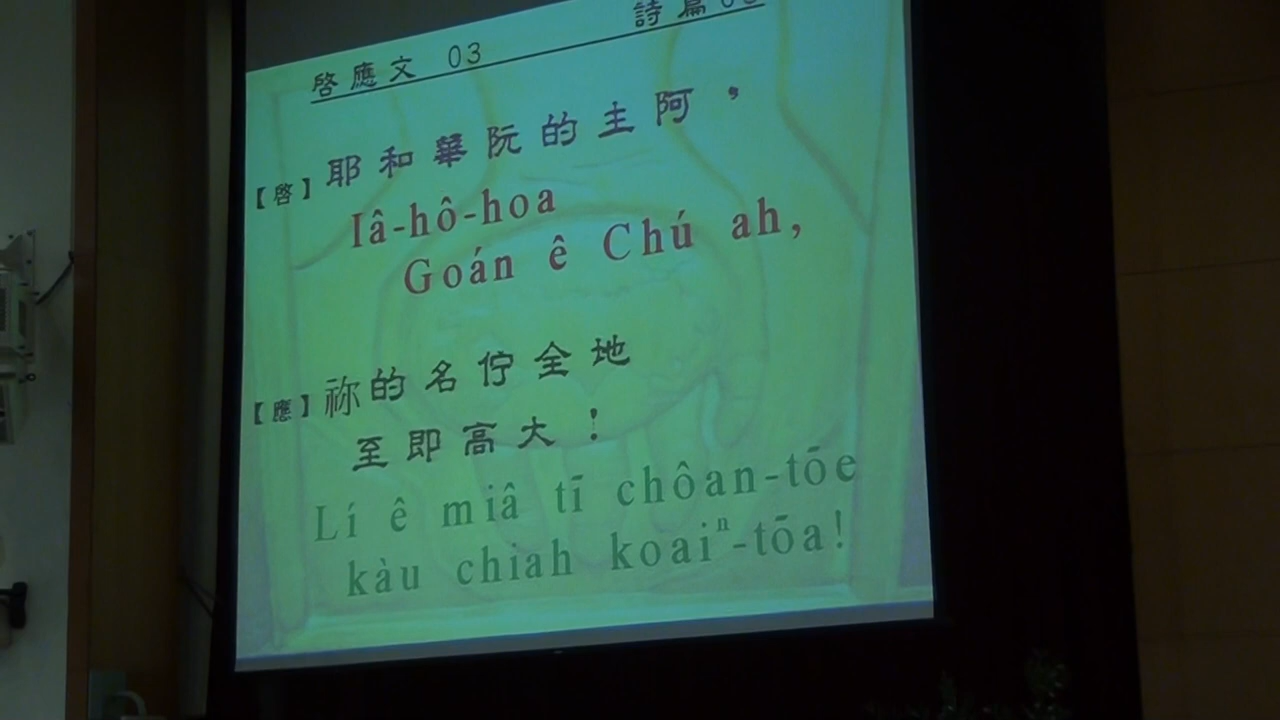 啓應文 03 詩篇
【啓】耶和華阮的主阿，
Iâ-hô-hoa
Goán ê Chú ah,
【應】祢的名佇全地
至即高大！
Lí ê miâ tī chôan-tōe
kàu chiah koaiⁿ-tōa!